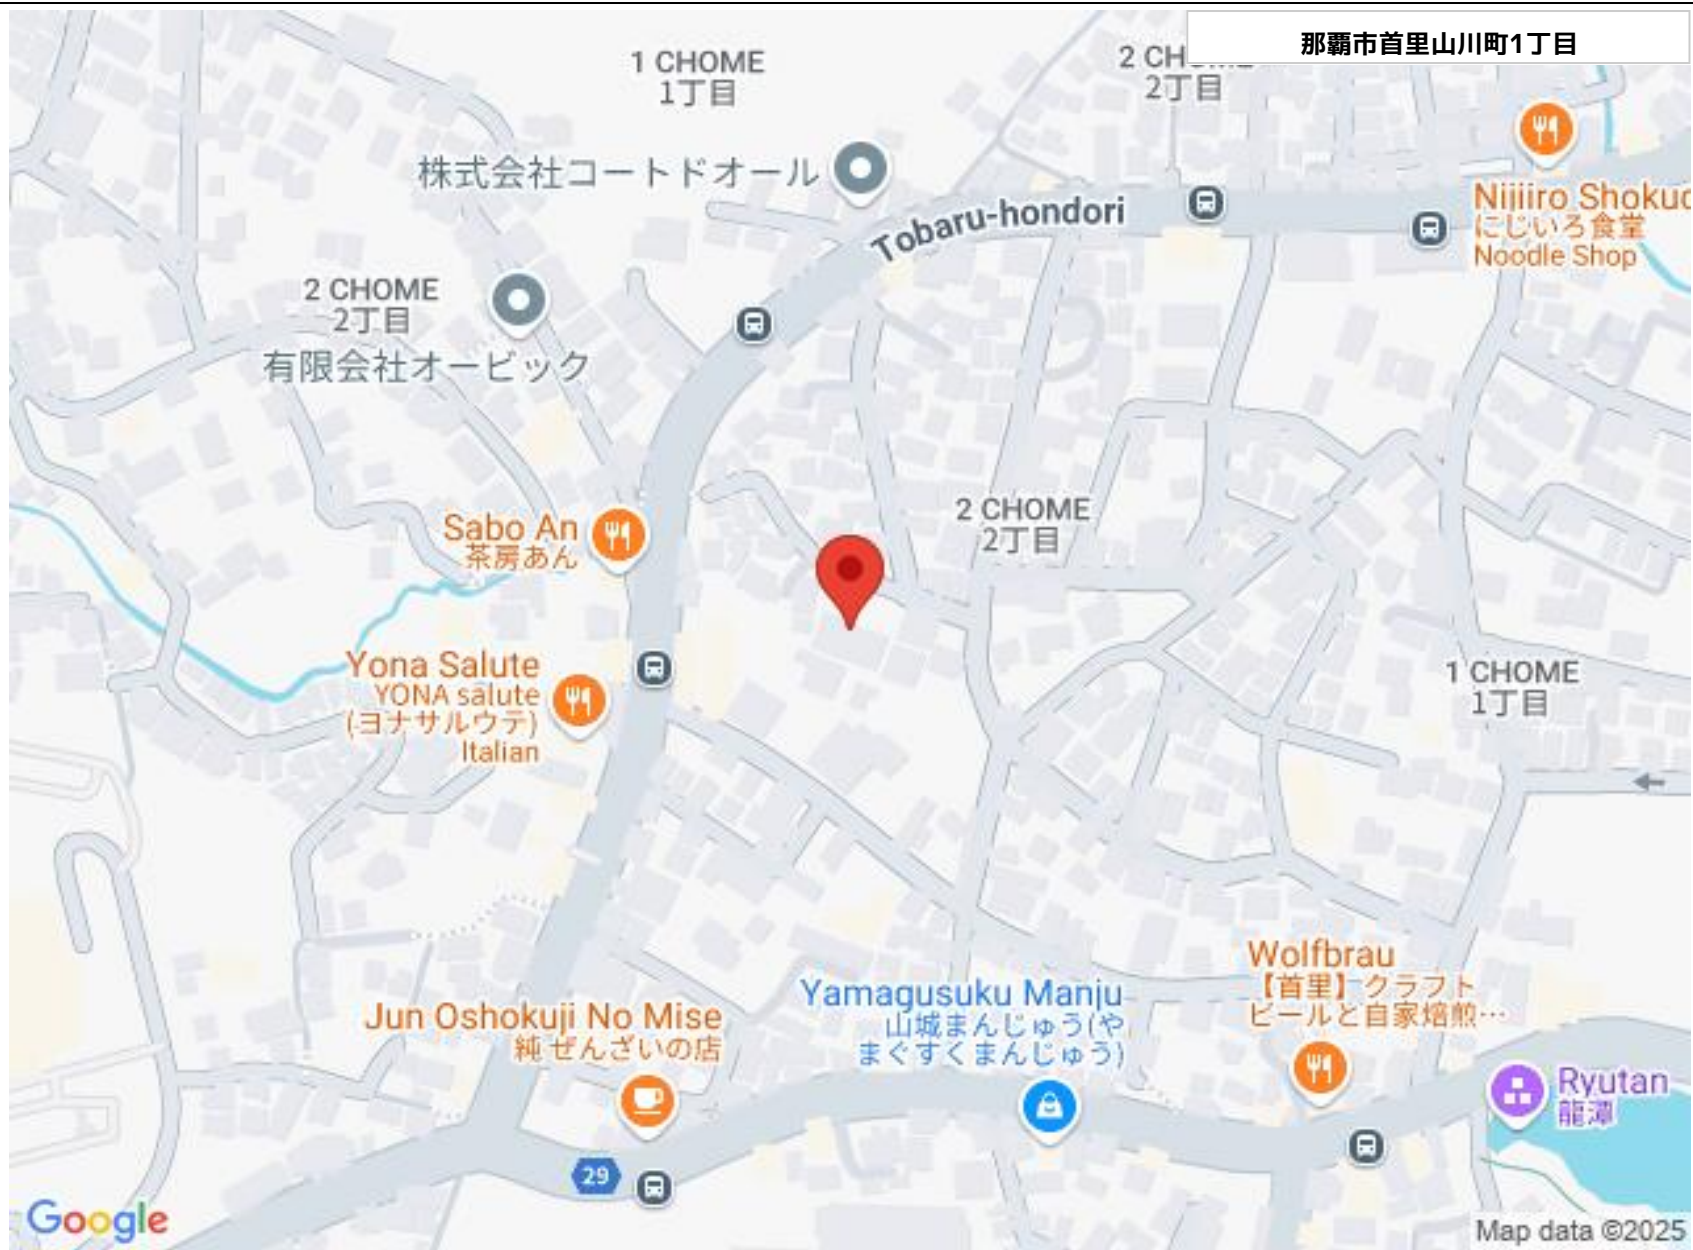 那覇市首里山川町1丁目
1 CHOME
1丁目
2丁目
株式会社コートドオール
Tobaru-hondori
にじいろ食堂
Noodle Shop
2 CHOME
2丁目
有限会社オービック
Sabo An
茶房あん
2 CHOME
2丁目
Yona Salute
YONA salute
(ヨナサルウテ)
Italian
1 CHOME
1丁目
Wolfbrau
【首里】クラフト
ビールと自家焙煎…
Yamagusuku Manju
山城まんじゅう(や
まぐすくまんじゅう)
Jun Oshokuji No Mise
純 ぜんざいの店
Ryutan
龍潭
29
Google
Map data ©2025